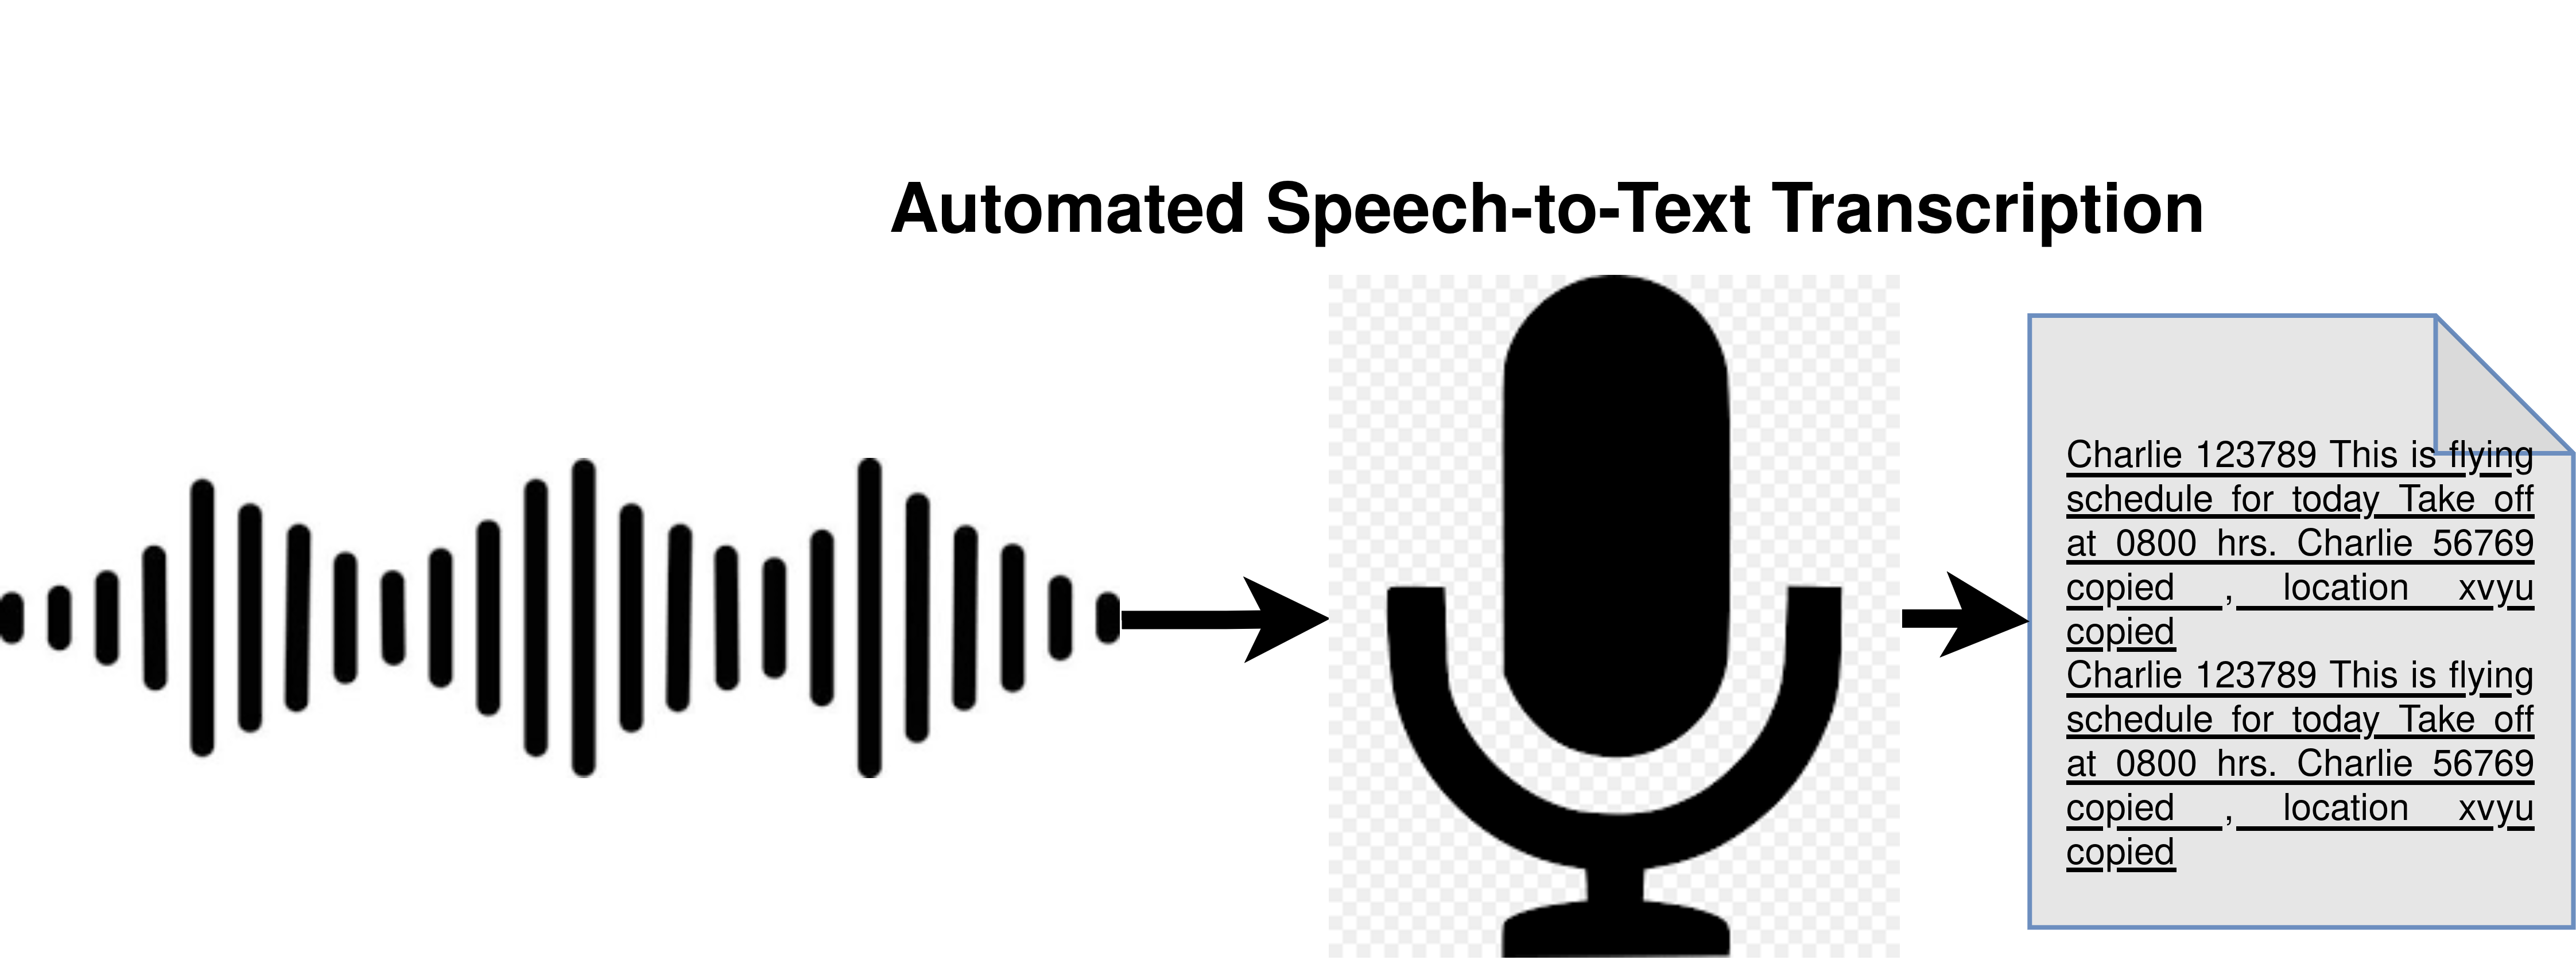 Automated Speech-to-Text Transcription
Charlie 123789 This is flying
schedule for today Take off
at 0800 hrs. Charlie 56769
copied , location xvyu
copied
Charlie 123789 This is flying
schedule for today Take off
at 0800 hrs. Charlie 56769
copied , location xvyu
copied